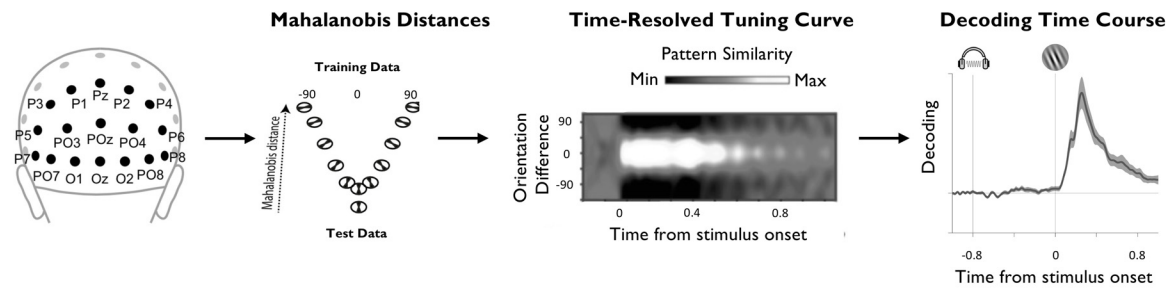 Mahalanobis Distances
Time-Resolved Tuning Curve
Decoding Time Course
Pz
P3 P1 P2 P4
P5 PO3 POz PO4 P6
P7 P8
PO7 O1 Oz O2 PO8
Training Data
-90 0 90
Mahalanobis distance
Test Data
Pattern Similarity
Min Max
Orientation
Difference
90
0
-90
0 0.4 0.8
Time from stimulus onset
Decoding
-0.8 0 0.8
Time from stimulus onset